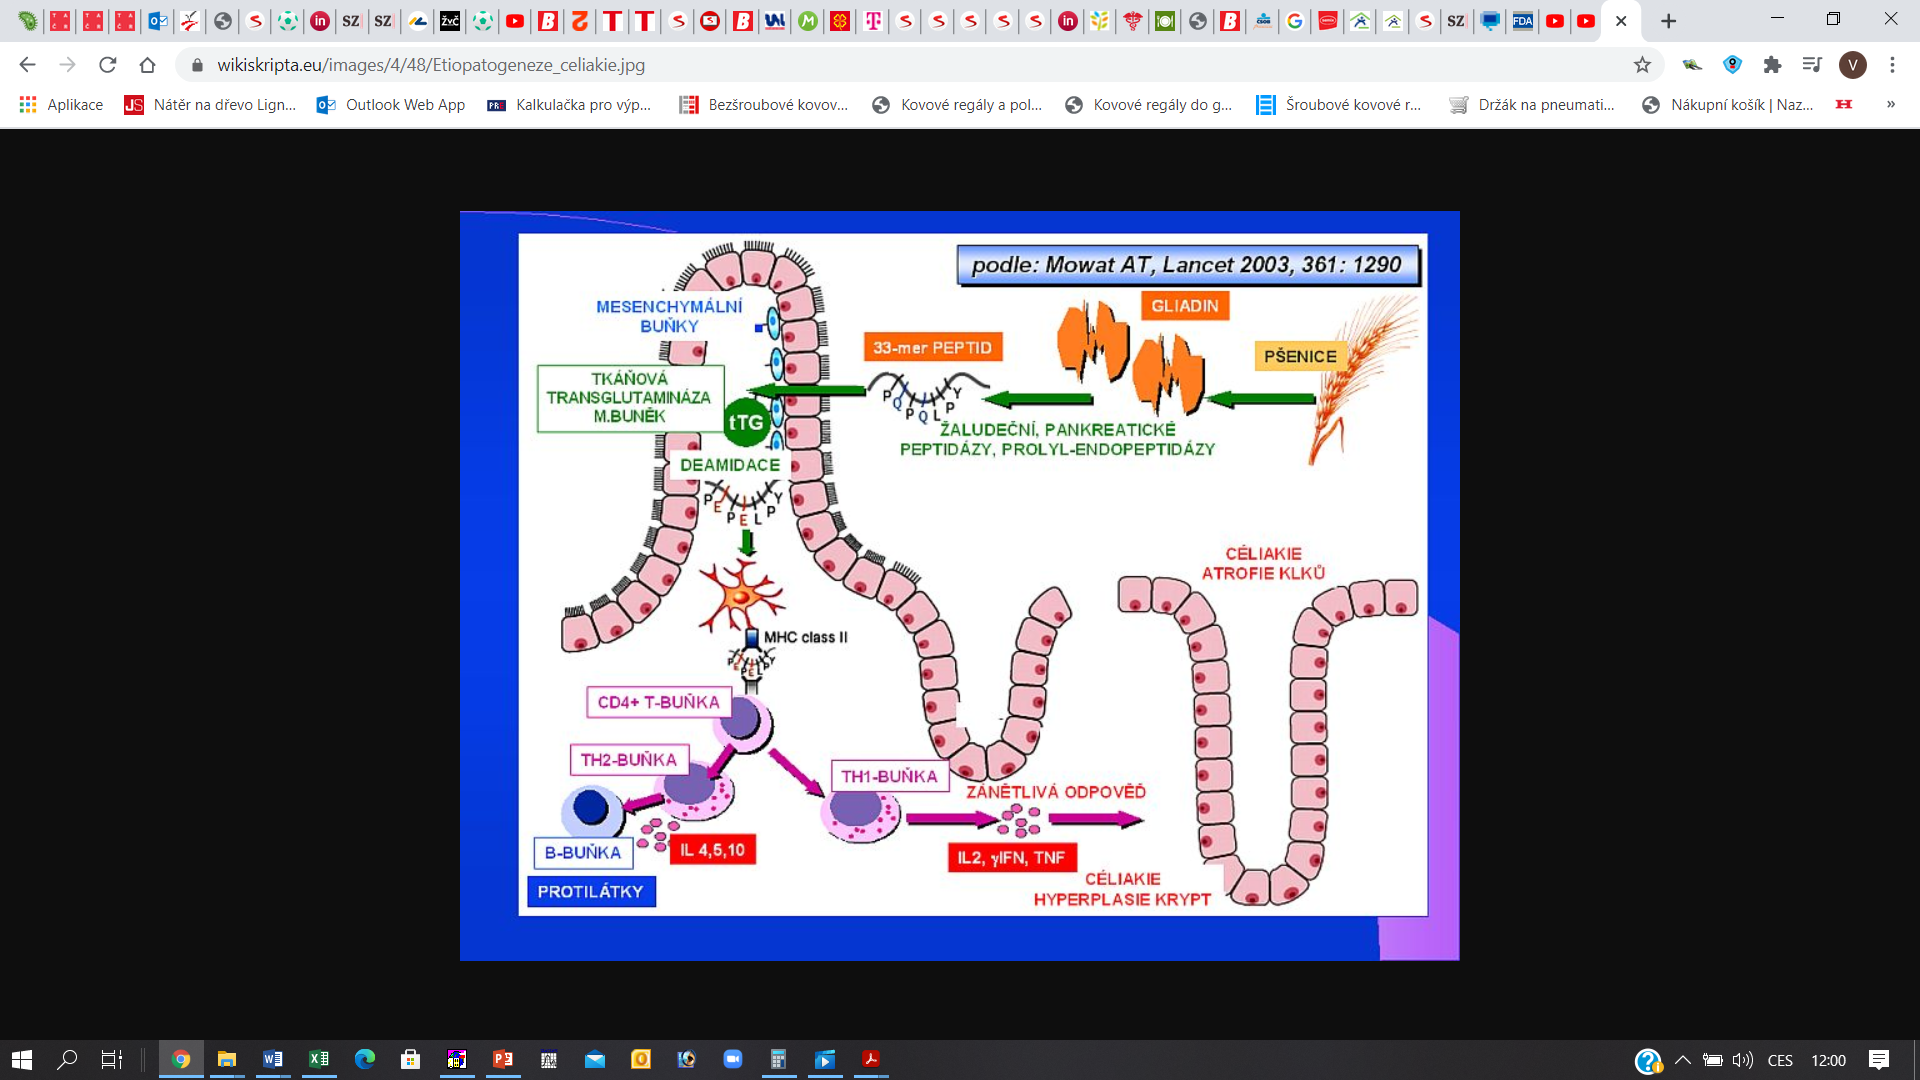 wikiskripta.eu/images/4/48/Etiopatogeneze_celiakie.jpg
V
Aplikace
Nátěr na dřevo Lign...
Outlook Web App
Kalkulačka pro výp...
Bezšroubové kovov...
Kovové regály a pol...
Kovové regály do g...
Šroubové kovové r...
Držák na pneumati...
Nákupní košík | Naz...
»
podle: Mowat AT, Lancet 2003, 361: 1290
MESENCHYMÁLNÍ
BUŇKY
GLIADIN
33-mer PEPTID
PŠENICE
TKÁŇOVÁ
TRANSGLUTAMINÁZA
M.BUNĚK
tTG
P Q P Q L P Y
ŽALUDEČNÍ, PANKREATICKÉ
PEPTIDÁZY, PROLYL-ENDOPEPTIDÁZY
DEAMIDACE
P E P E L P Y
CÉLIAKIE
ATROFIE KLKŮ
MHC class II
P E P E L P Y
CD4+ T-BUŇKA
TH2-BUŇKA
TH1-BUŇKA
ZÁNĚTLIVÁ ODPOVĚĎ
B-BUŇKA
IL 4,5,10
IL2, γIFN, TNF
PROTILÁTKY
CÉLIAKIE
HYPERPLASIE KRYPT
CES
12:00